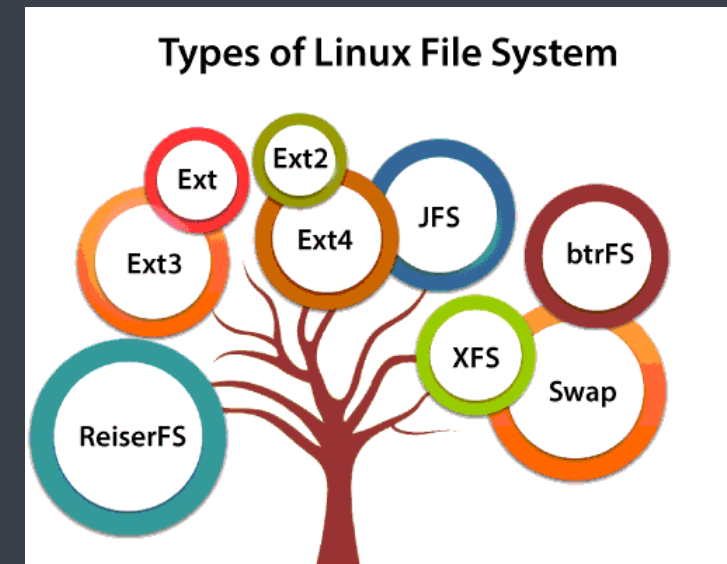 Types of Linux File System
Ext
Ext2
Ext3
Ext4
JFS
btrFS
XFS
Swap
ReiserFS